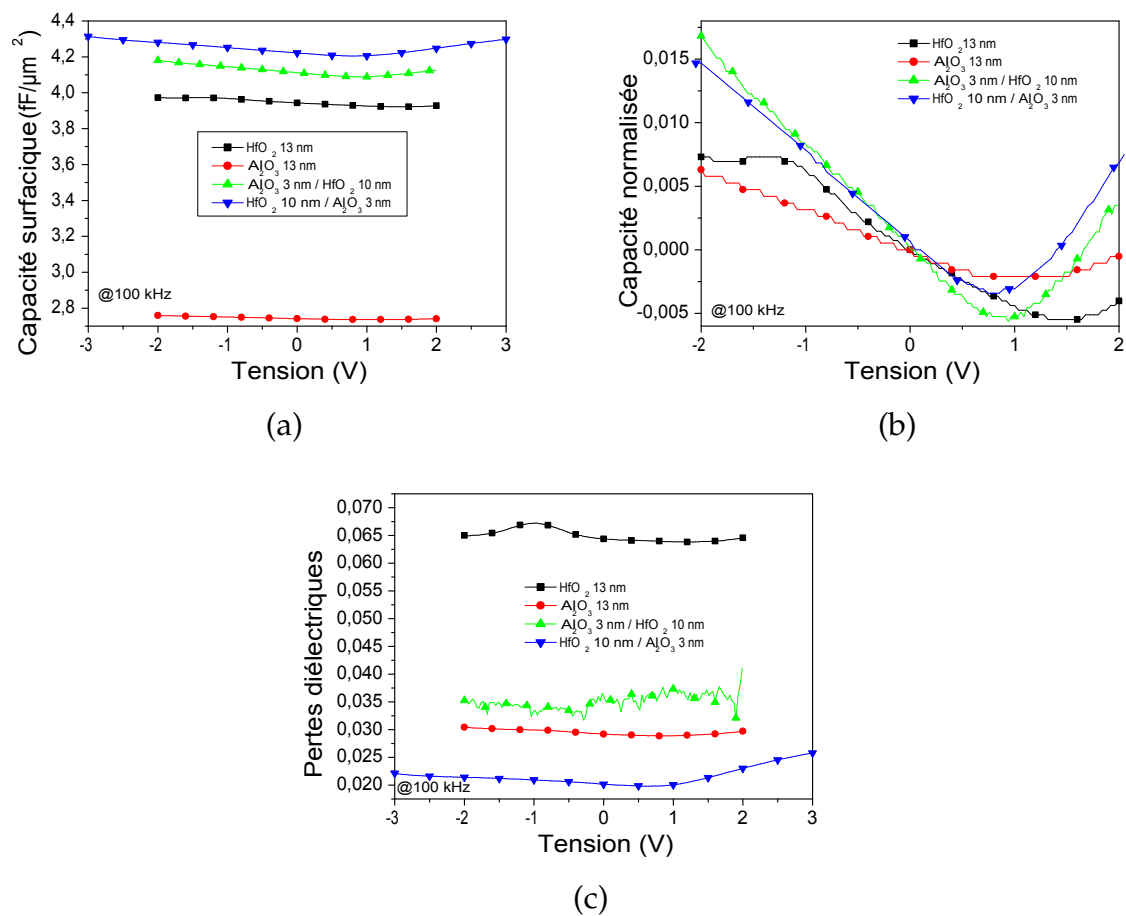 4,4
4,2
4,0
3,8
3,6
3,4
3,2
3,0
2,8
Capacité surfacique (fF/µm ²)
HfO₂ 13 nm
Al₂O₃ 13 nm
Al₂O₃ 3 nm / HfO₂ 10 nm
HfO₂ 10 nm / Al₂O₃ 3 nm
@100 kHz
-3 -2 -1 0 1 2 3
Tension (V)
(a)
0,015
0,010
0,005
0,000
-0,005
Capacité normalisée
HfO₂ 13 nm
Al₂O₃ 13 nm
Al₂O₃ 3 nm / HfO₂ 10 nm
HfO₂ 10 nm / Al₂O₃ 3 nm
@100 kHz
-2 -1 0 1 2
Tension (V)
(b)
0,070
0,065
0,060
0,055
0,050
0,045
0,040
0,035
0,030
0,025
0,020
Pertes diélectriques
HfO₂ 13 nm
Al₂O₃ 13 nm
Al₂O₃ 3 nm / HfO₂ 10 nm
HfO₂ 10 nm / Al₂O₃ 3 nm
@100 kHz
-3 -2 -1 0 1 2 3
Tension (V)
(c)